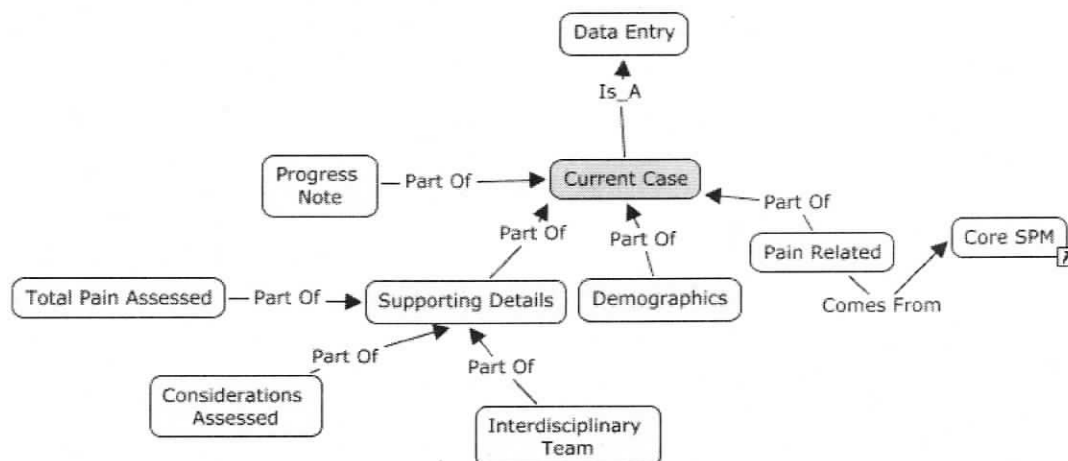 Data Entry
Is_A
Progress
Note
Part Of
Current Case
Part Of
Part Of
Part Of
Pain Related
Core SPM
Total Pain Assessed
Part Of
Supporting Details
Demographics
Comes From
Part Of
Part Of
Considerations
Assessed
Interdisciplinary
Team